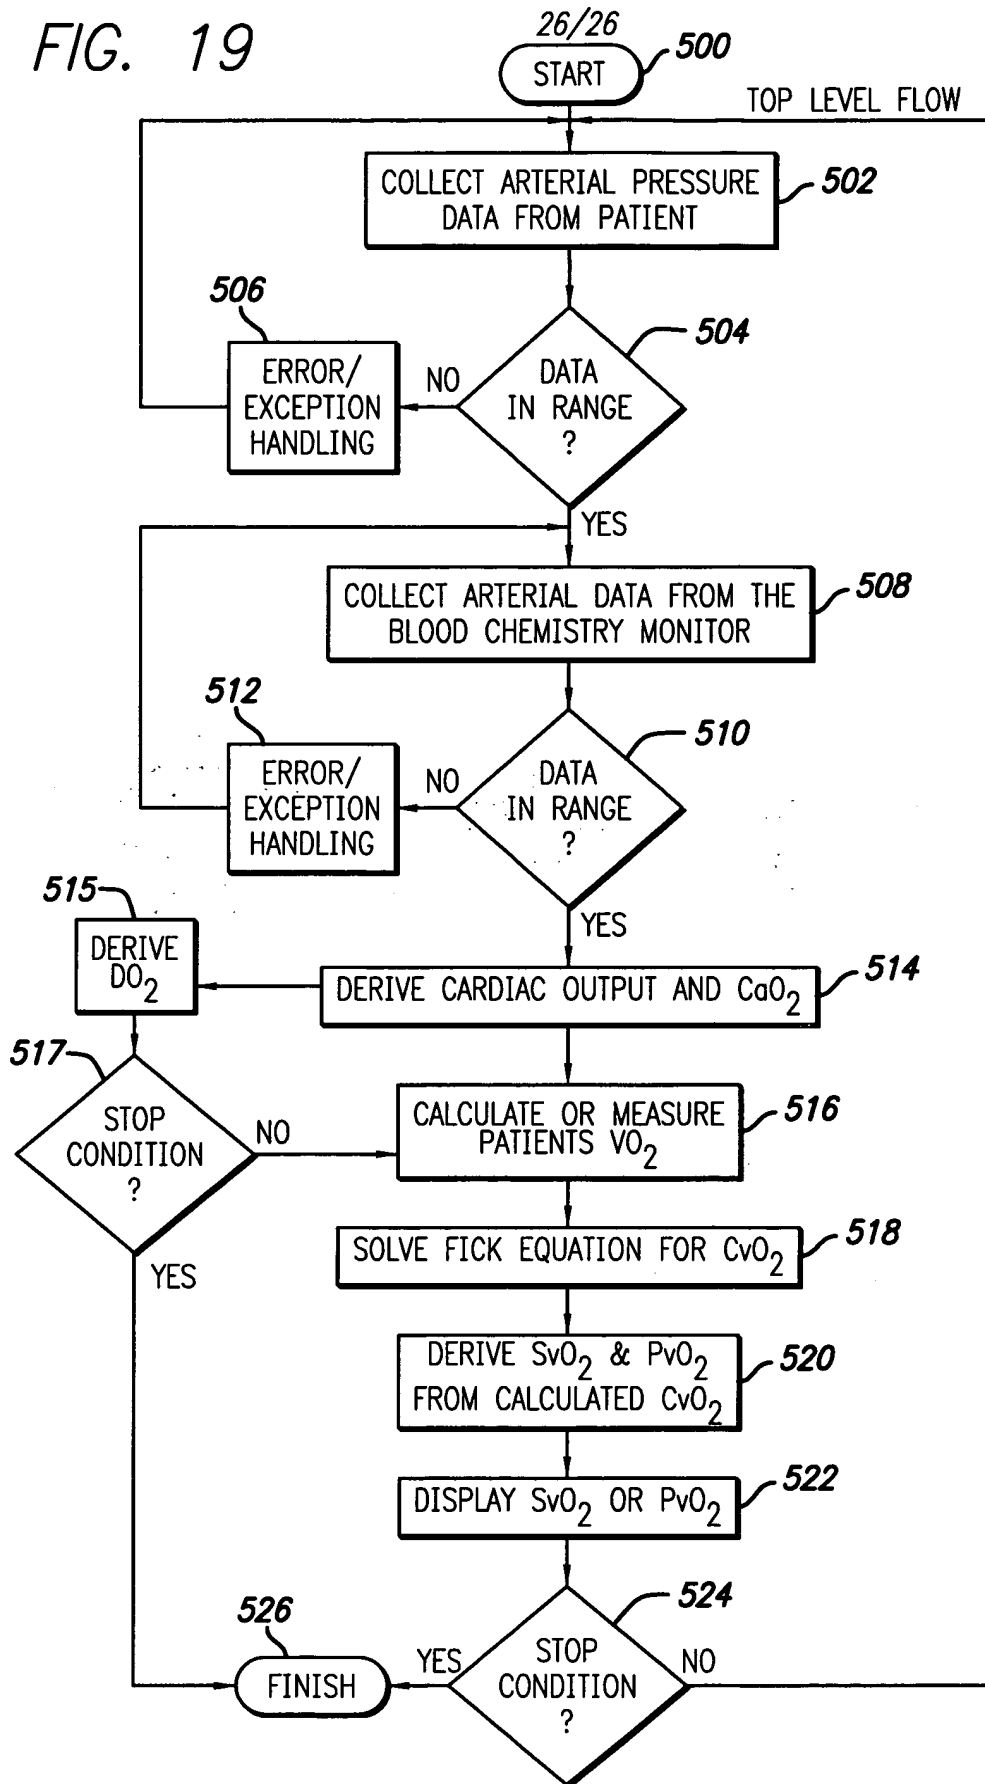 FIG. 19
26/26
START
500
TOP LEVEL FLOW
COLLECT ARTERIAL PRESSURE
DATA FROM PATIENT
502
506
504
ERROR/
EXCEPTION
HANDLING
NO
DATA
IN RANGE
?
YES
COLLECT ARTERIAL DATA FROM THE
BLOOD CHEMISTRY MONITOR
508
512
510
ERROR/
EXCEPTION
HANDLING
NO
DATA
IN RANGE
?
YES
515
DERIVE
DO₂
DERIVE CARDIAC OUTPUT AND CaO₂
514
517
STOP
CONDITION
?
NO
YES
CALCULATE OR MEASURE
PATIENTS VO₂
516
SOLVE FICK EQUATION FOR CvO₂
518
DERIVE SvO₂ & PvO₂
FROM CALCULATED CvO₂
520
DISPLAY SvO₂ OR PvO₂
522
524
526
FINISH
YES
STOP
CONDITION
?
NO